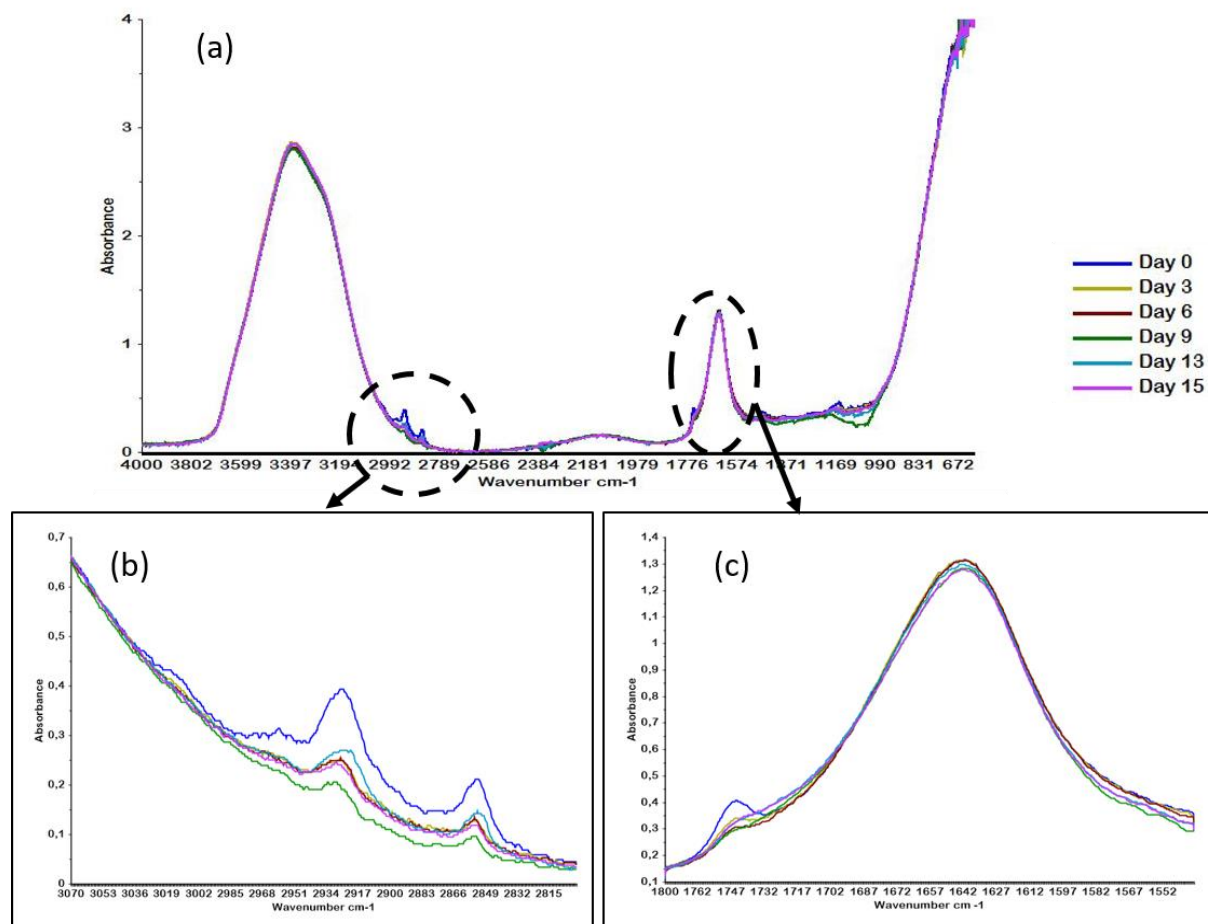 (a)
Absorbance
4
3
2
1
0
4000 3802 3599 3397 3194 2992 2789 2586 2384 2181 1979 1776 1574 1371 1169 990 831 672
Wavenumber cm-1
Day 0
Day 3
Day 6
Day 9
Day 13
Day 15
(b)
Absorbance
0,7
0,6
0,5
0,4
0,3
0,2
0,1
0
3070 3053 3036 3019 3002 2985 2968 2951 2934 2917 2900 2883 2866 2849 2832 2815
Wavenumber cm-1
(c)
Absorbance
1,4
1,3
1,2
1,1
1
0,9
0,8
0,7
0,6
0,5
0,4
0,3
0,2
0,1
1800 1762 1747 1732 1717 1702 1687 1672 1657 1642 1627 1612 1597 1582 1567 1552
Wavenumber cm -1